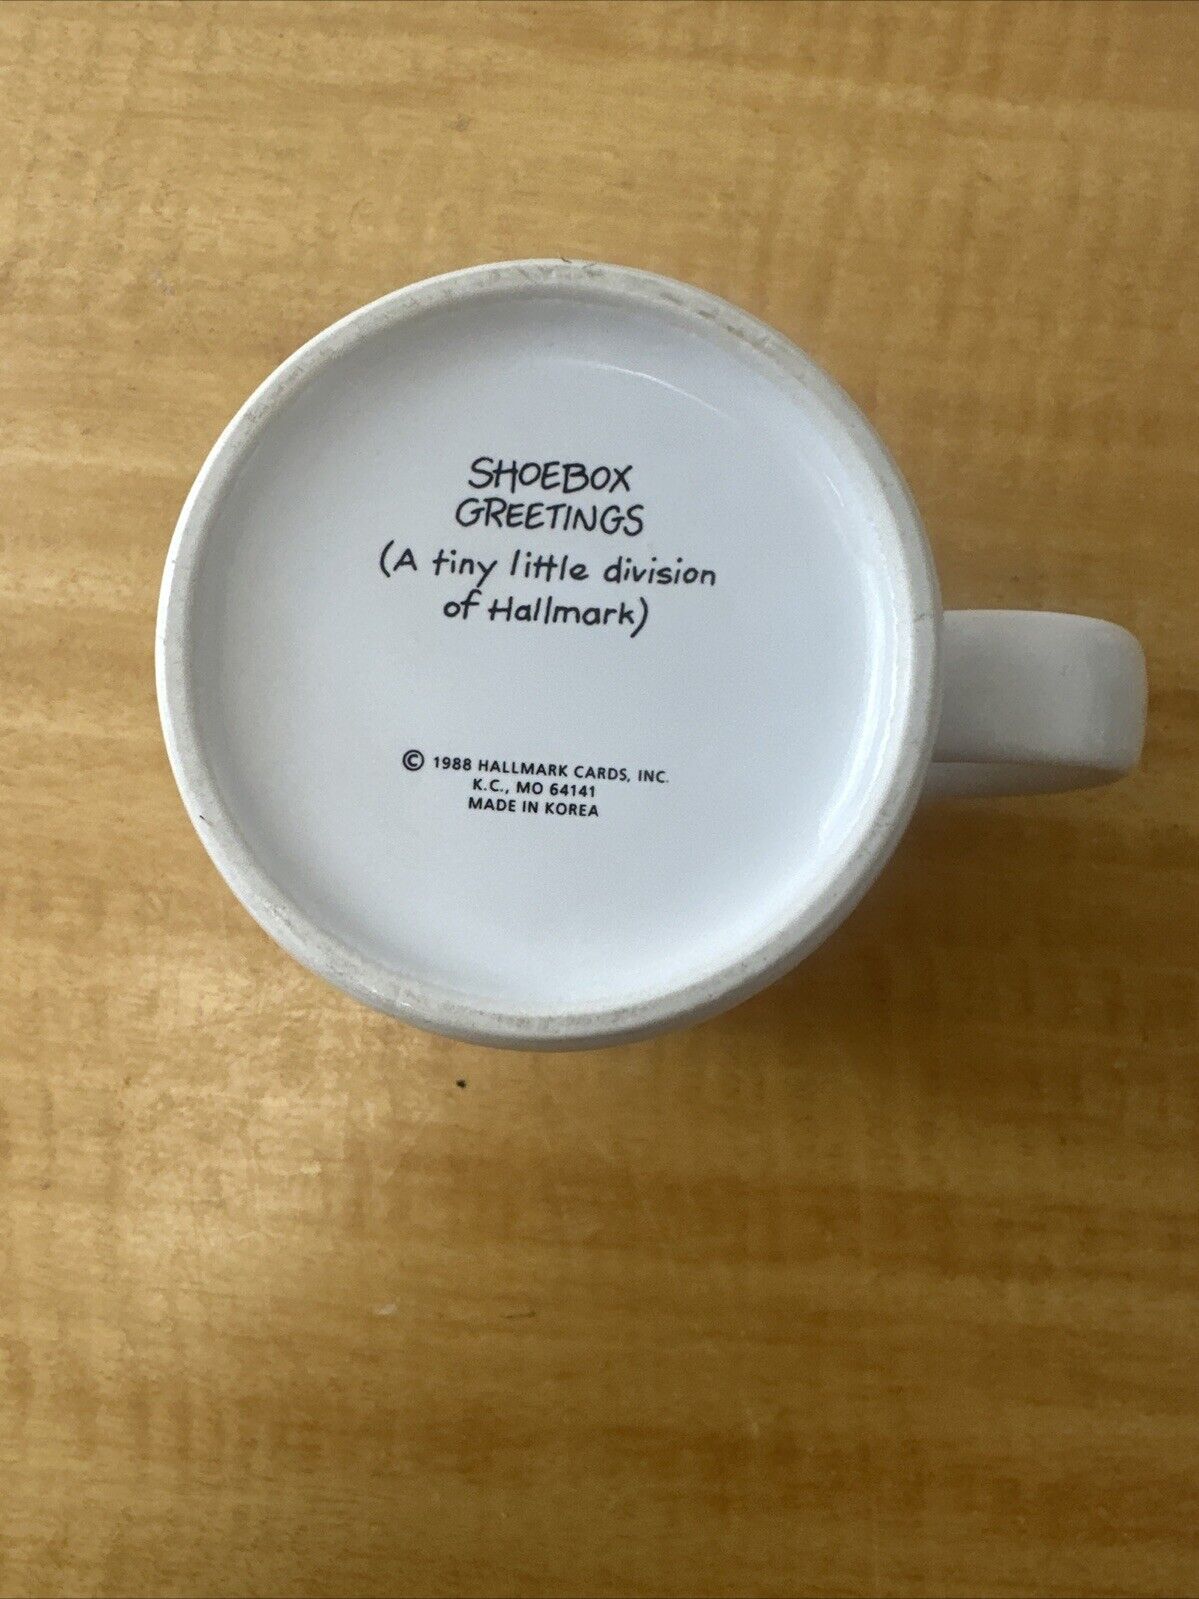 SHOEBOX
GREETINGS
(A tiny little division
of Hallmark)
© 1988 HALLMARK CARDS, INC.
K.C., MO 64141
MADE IN KOREA